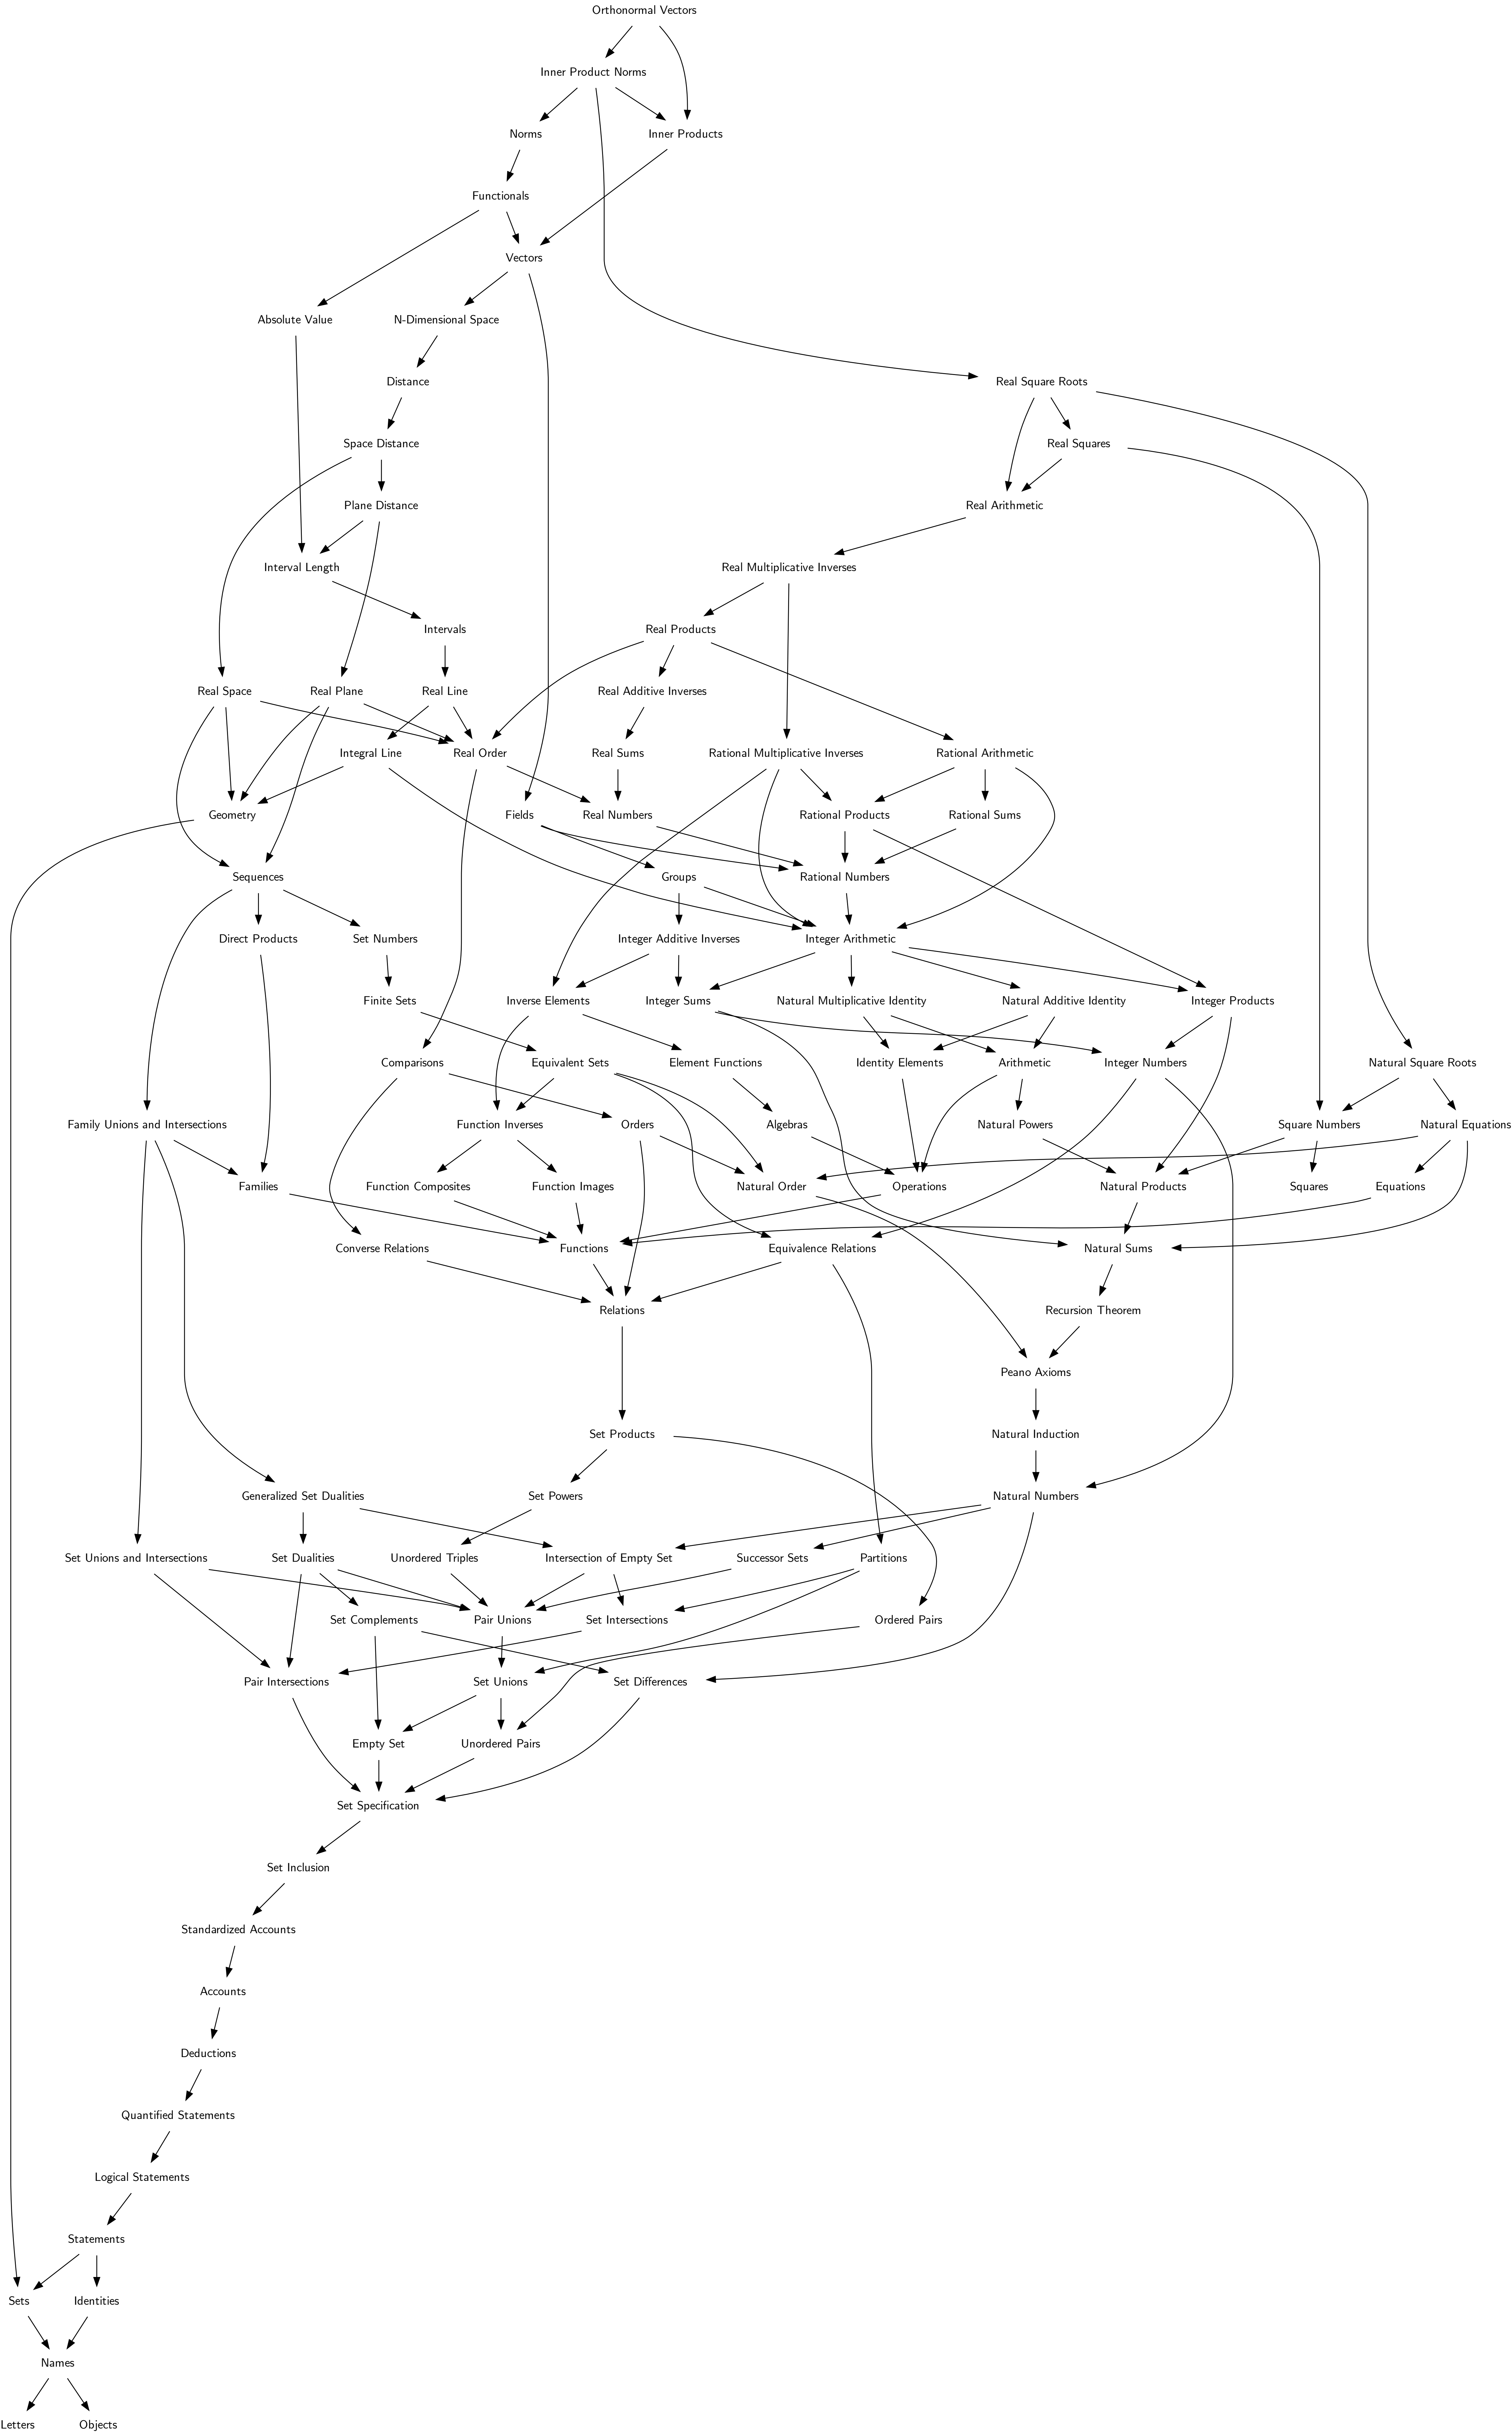 Orthonormal Vectors
Inner Product Norms
Norms
Inner Products
Functionals
Vectors
Absolute Value
N-Dimensional Space
Distance
Real Square Roots
Space Distance
Real Squares
Plane Distance
Real Arithmetic
Interval Length
Real Multiplicative Inverses
Intervals
Real Products
Real Space
Real Plane
Real Line
Real Additive Inverses
Integral Line
Real Order
Real Sums
Rational Multiplicative Inverses
Rational Arithmetic
Geometry
Fields
Real Numbers
Rational Products
Rational Sums
Sequences
Groups
Rational Numbers
Direct Products
Set Numbers
Integer Additive Inverses
Integer Arithmetic
Finite Sets
Inverse Elements
Integer Sums
Natural Multiplicative Identity
Natural Additive Identity
Integer Products
Comparisons
Equivalent Sets
Element Functions
Identity Elements
Arithmetic
Integer Numbers
Natural Square Roots
Family Unions and Intersections
Function Inverses
Orders
Algebras
Natural Powers
Square Numbers
Natural Equations
Families
Function Composites
Function Images
Natural Order
Operations
Natural Products
Squares
Equations
Converse Relations
Functions
Equivalence Relations
Natural Sums
Relations
Recursion Theorem
Peano Axioms
Set Products
Natural Induction
Generalized Set Dualities
Set Powers
Natural Numbers
Set Unions and Intersections
Set Dualities
Unordered Triples
Intersection of Empty Set
Successor Sets
Partitions
Set Complements
Pair Unions
Set Intersections
Ordered Pairs
Pair Intersections
Set Unions
Set Differences
Empty Set
Unordered Pairs
Set Specification
Set Inclusion
Standardized Accounts
Accounts
Deductions
Quantified Statements
Logical Statements
Statements
Sets
Identities
Names
Letters
Objects